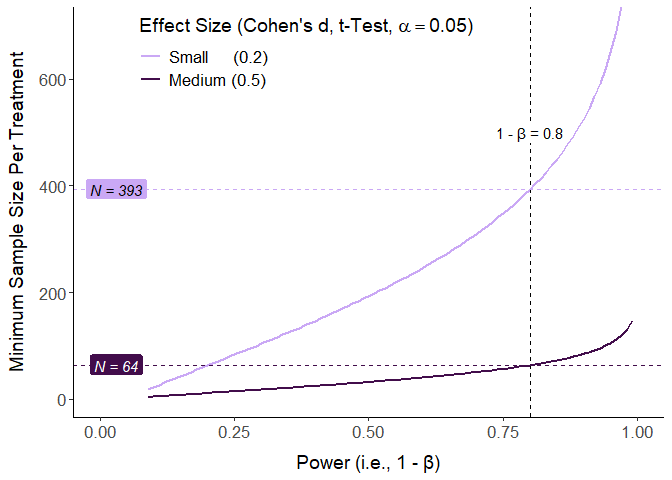 Effect Size (Cohen's d, t-Test, α = 0.05)
Small (0.2)
Medium (0.5)
Minimum Sample Size Per Treatment
600
400
200
0
1 - β = 0.8
N = 393
N = 64
0.00 0.25 0.50 0.75 1.00
Power (i.e., 1 - β)